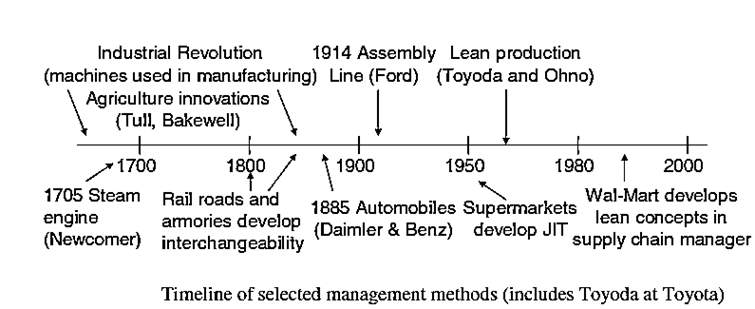 Industrial Revolution
(machines used in manufacturing)
Agriculture innovations
(Tull, Bakewell)
1914 Assembly
Line (Ford)
Lean production
(Toyoda and Ohno)
1700
1800
1900
1950
1980
2000
1705 Steam
engine
(Newcomer)
Rail roads and
armories develop
interchangeability
1885 Automobiles
(Daimler & Benz)
Supermarkets
develop JIT
Wal-Mart develops
lean concepts in
supply chain manager
Timeline of selected management methods (includes Toyoda at Toyota)